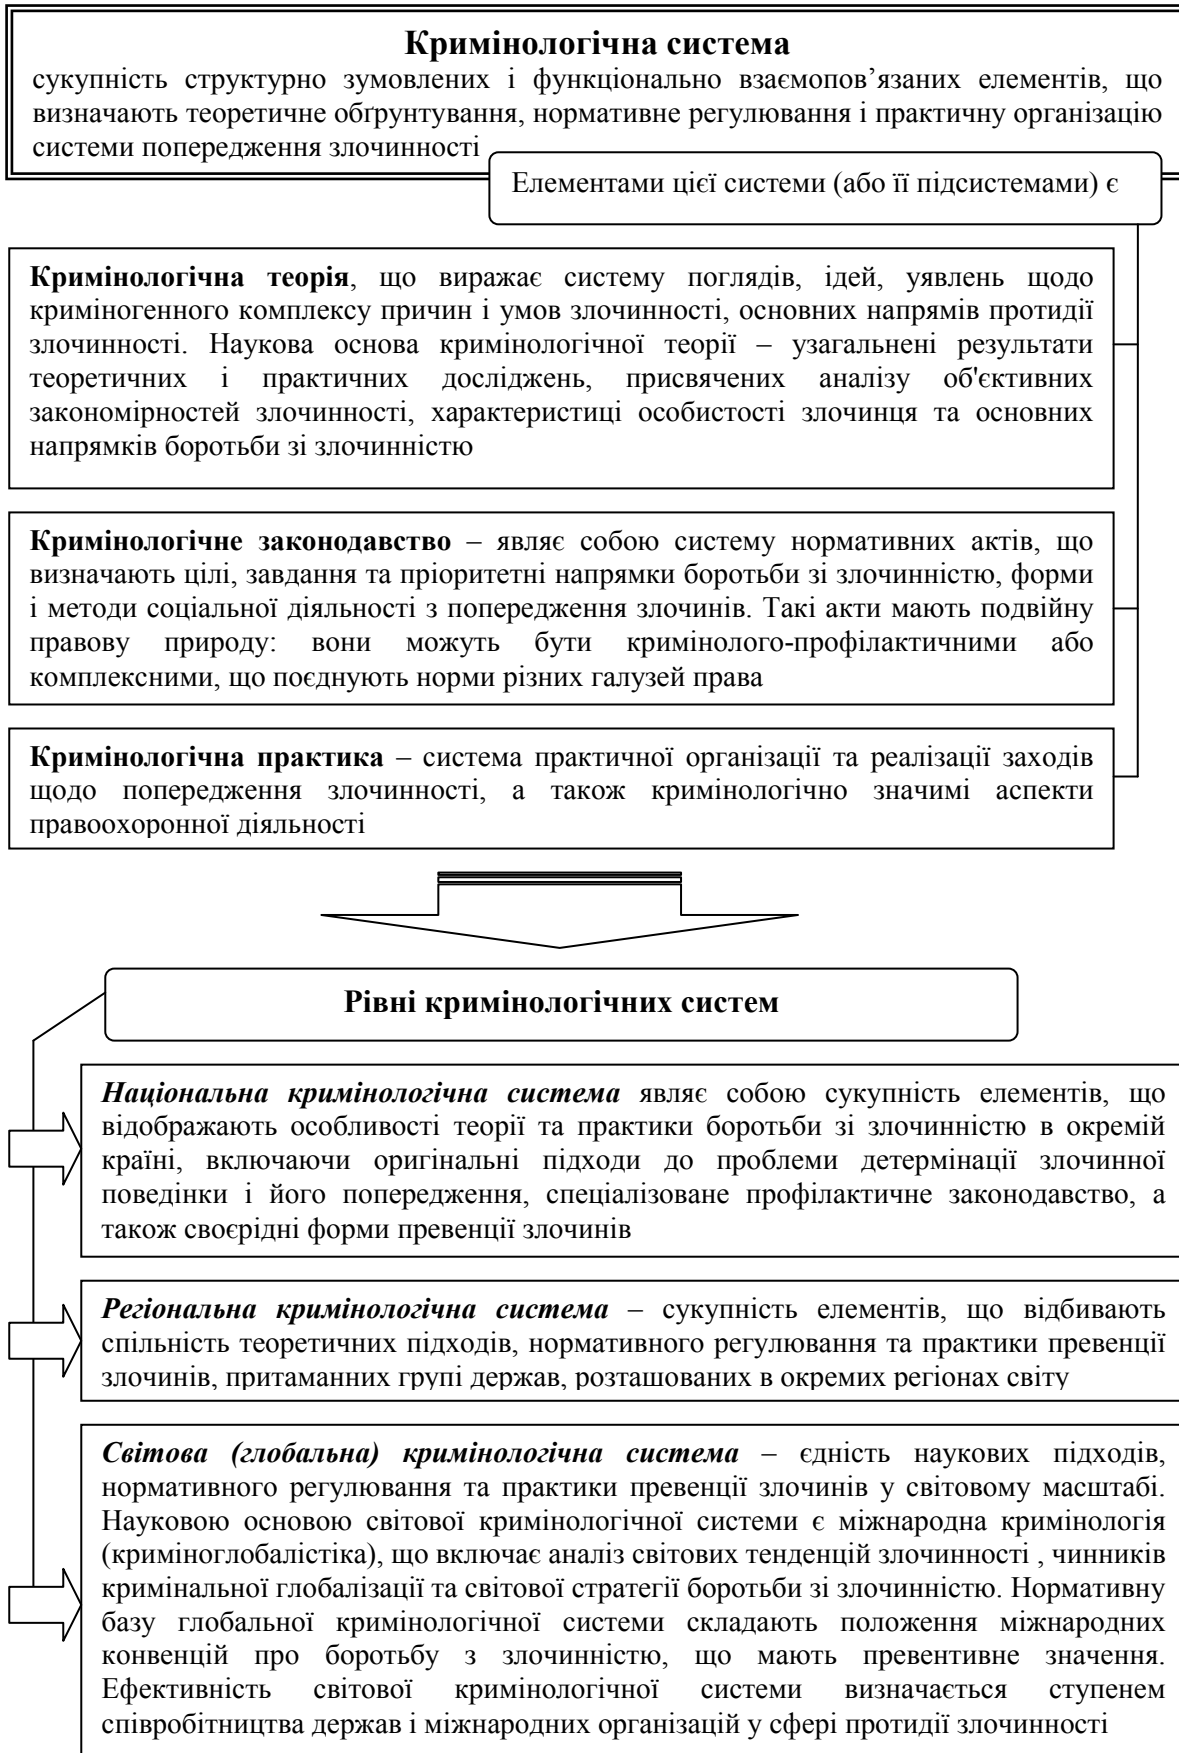 Кримінологічна система
сукупність структурно зумовлених і функціонально взаємопов’язаних елементів, що
визначають теоретичне обґрунтування, нормативне регулювання і практичну організацію
системи попередження злочинності
Елементами цієї системи (або її підсистемами) є
Кримінологічна теорія, що виражає систему поглядів, ідей, уявлень щодо
криміногенного комплексу причин і умов злочинності, основних напрямів протидії
злочинності. Наукова основа кримінологічної теорії – узагальнені результати
теоретичних і практичних досліджень, присвячених аналізу об'єктивних
закономірностей злочинності, характеристиці особистості злочинця та основних
напрямків боротьби зі злочинністю
Кримінологічне законодавство – являє собою систему нормативних актів, що
визначають цілі, завдання та пріоритетні напрямки боротьби зі злочинністю, форми
і методи соціальної діяльності з попередження злочинів. Такі акти мають подвійну
правову природу: вони можуть бути кримінолого-профілактичними або
комплексними, що поєднують норми різних галузей права
Кримінологічна практика – система практичної організації та реалізації заходів
щодо попередження злочинності, а також кримінологічно значимі аспекти
правоохоронної діяльності
Рівні кримінологічних систем
Національна кримінологічна система являє собою сукупність елементів, що
відображають особливості теорії та практики боротьби зі злочинністю в окремій
країні, включаючи оригінальні підходи до проблеми детермінації злочинної
поведінки і його попередження, спеціалізоване профілактичне законодавство, а
також своєрідні форми превенції злочинів
Регіональна кримінологічна система – сукупність елементів, що відбивають
спільність теоретичних підходів, нормативного регулювання та практики превенції
злочинів, притаманних групі держав, розташованих в окремих регіонах світу
Світова (глобальна) кримінологічна система – єдність наукових підходів,
нормативного регулювання та практики превенції злочинів у світовому масштабі.
Науковою основою світової кримінологічної системи є міжнародна кримінологія
(криміноглобалістіка), що включає аналіз світових тенденцій злочинності , чинників
кримінальної глобалізації та світової стратегії боротьби зі злочинністю. Нормативну
базу глобальної кримінологічної системи складають положення міжнародних
конвенцій про боротьбу з злочинністю, що мають превентивне значення.
Ефективність світової кримінологічної системи визначається ступенем
співробітництва держав і міжнародних організацій у сфері протидії злочинності